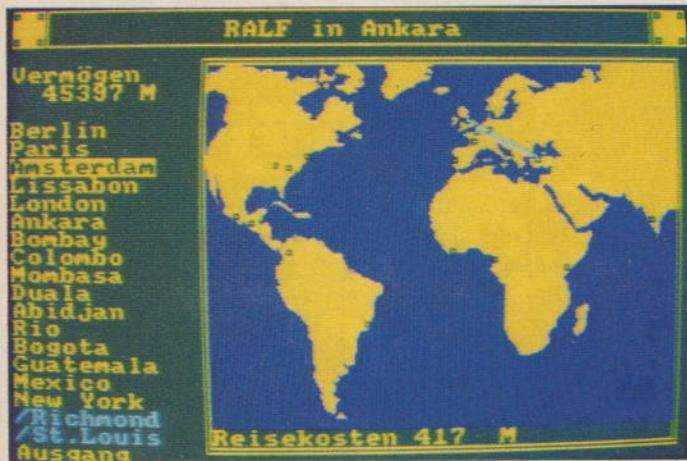 RALF in Ankara
Vermögen
45397 M
Berlin
Paris
Amsterdam
Lissabon
London
Ankara
Bombay
Colombo
Mombasa
Duala
Abidjan
Rio
Bogota
Guatemala
Mexico
New York
/Richmond
/St.Louis
Ausgang
Reisekosten 417 M